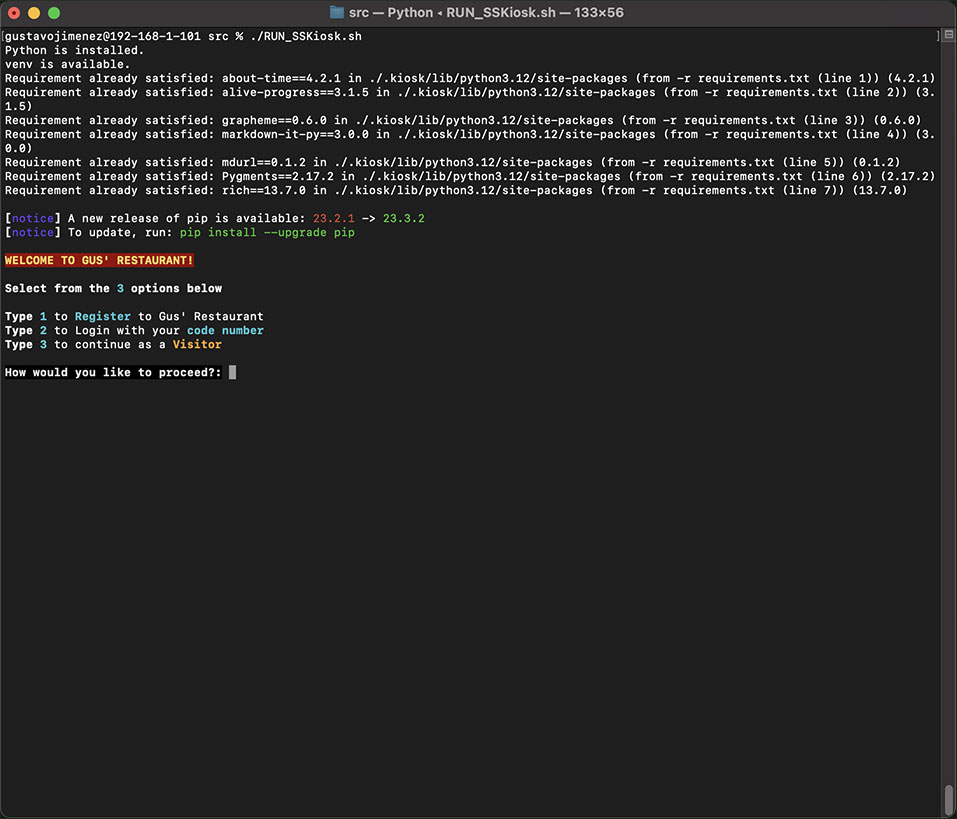 src — Python ◂ RUN_SSKiosk.sh — 133×56
[gustavojimenez@192-168-1-101 src % ./RUN_SSKiosk.sh ]
Python is installed.
venv is available.
Requirement already satisfied: about-time==4.2.1 in ./.kiosk/lib/python3.12/site-packages (from -r requirements.txt (line 1)) (4.2.1)
Requirement already satisfied: alive-progress==3.1.5 in ./.kiosk/lib/python3.12/site-packages (from -r requirements.txt (line 2)) (3.
1.5)
Requirement already satisfied: grapheme==0.6.0 in ./.kiosk/lib/python3.12/site-packages (from -r requirements.txt (line 3)) (0.6.0)
Requirement already satisfied: markdown-it-py==3.0.0 in ./.kiosk/lib/python3.12/site-packages (from -r requirements.txt (line 4)) (3.
0.0)
Requirement already satisfied: mdurl==0.1.2 in ./.kiosk/lib/python3.12/site-packages (from -r requirements.txt (line 5)) (0.1.2)
Requirement already satisfied: Pygments==2.17.2 in ./.kiosk/lib/python3.12/site-packages (from -r requirements.txt (line 6)) (2.17.2)
Requirement already satisfied: rich==13.7.0 in ./.kiosk/lib/python3.12/site-packages (from -r requirements.txt (line 7)) (13.7.0)
[notice] A new release of pip is available: 23.2.1 -> 23.3.2
[notice] To update, run: pip install --upgrade pip
WELCOME TO GUS' RESTAURANT!
Select from the 3 options below
Type 1 to Register to Gus' Restaurant
Type 2 to Login with your code number
Type 3 to continue as a Visitor
How would you like to proceed?: